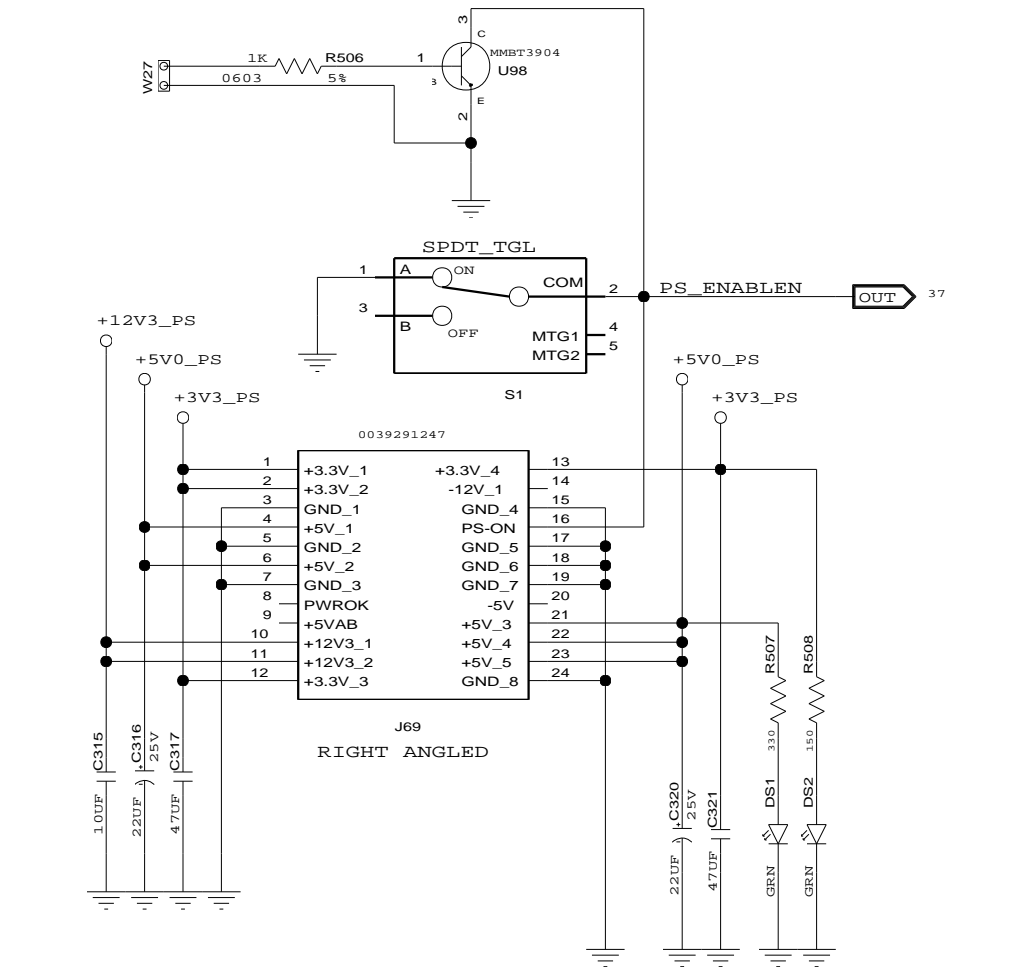 3
C
MMBT3904
U98
W27
1K
R506
1
0603
5%
B
E
2
SPDT_TGL
1
A
ON
COM
2
PS_ENABLEN
OUT
37
3
B
OFF
MTG1
4
MTG2
5
S1
+12V3_PS
+5V0_PS
+3V3_PS
+5V0_PS
+3V3_PS
0039291247
1 +3.3V_1 +3.3V_4 13
2 +3.3V_2 -12V_1 14
3 GND_1 GND_4 15
4 +5V_1 PS-ON 16
5 GND_2 GND_5 17
6 +5V_2 GND_6 18
7 GND_3 GND_7 19
8 PWROK -5V 20
9 +5VAB +5V_3 21
10 +12V3_1 +5V_4 22
11 +12V3_2 +5V_5 23
12 +3.3V_3 GND_8 24
J69
RIGHT ANGLED
C315
10UF
C316
25V
22UF
C317
47UF
C320
25V
22UF
C321
47UF
R507
330
DS1
GRN
R508
150
DS2
GRN